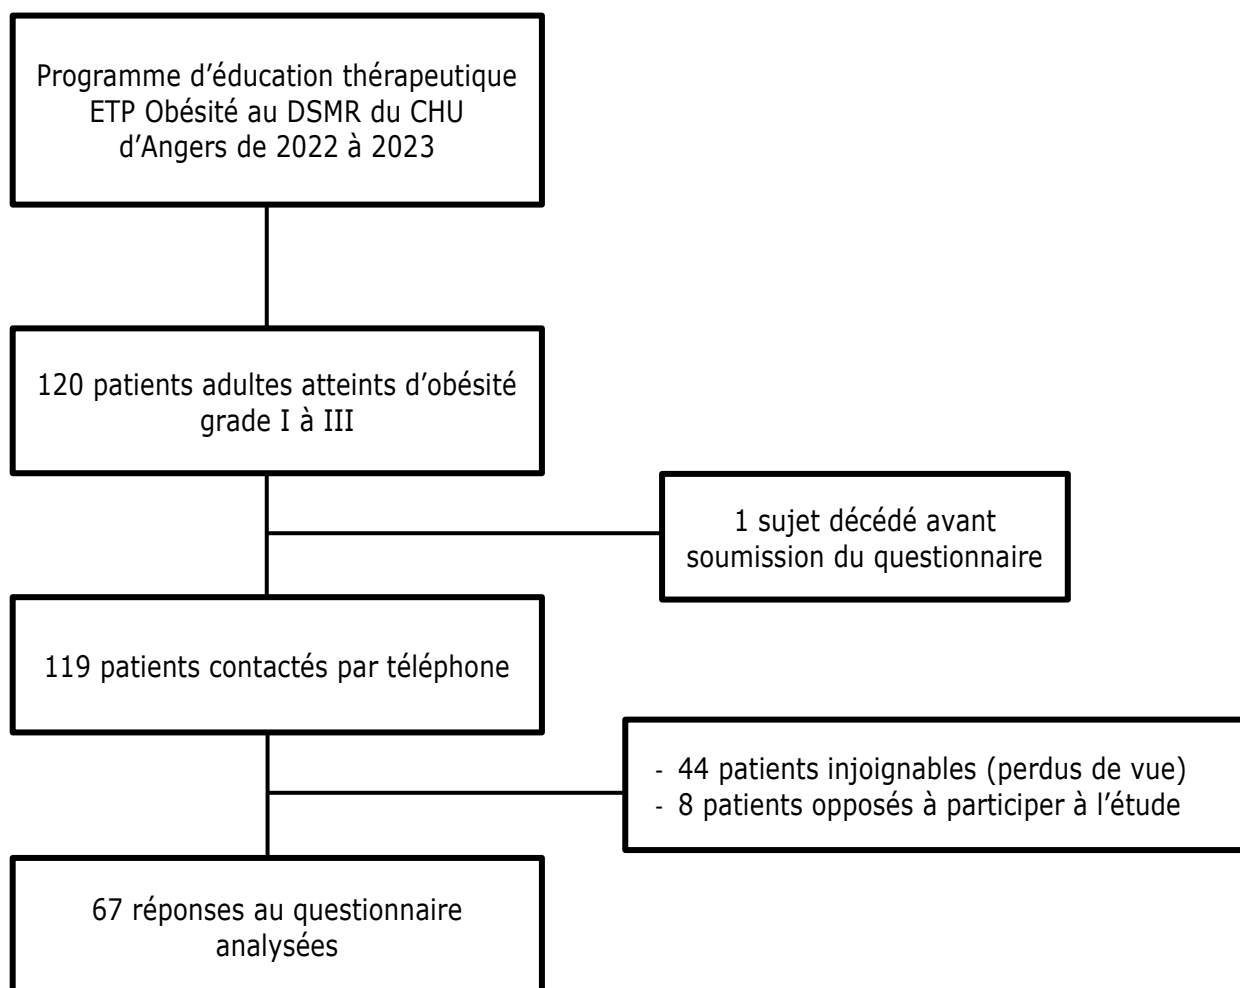 Programme d’éducation thérapeutique
ETP Obésité au DSMR du CHU
d’Angers de 2022 à 2023
120 patients adultes atteints d’obésité
grade I à III
1 sujet décédé avant
soumission du questionnaire
119 patients contactés par téléphone
- 44 patients injoignables (perdus de vue)
- 8 patients opposés à participer à l’étude
67 réponses au questionnaire
analysées